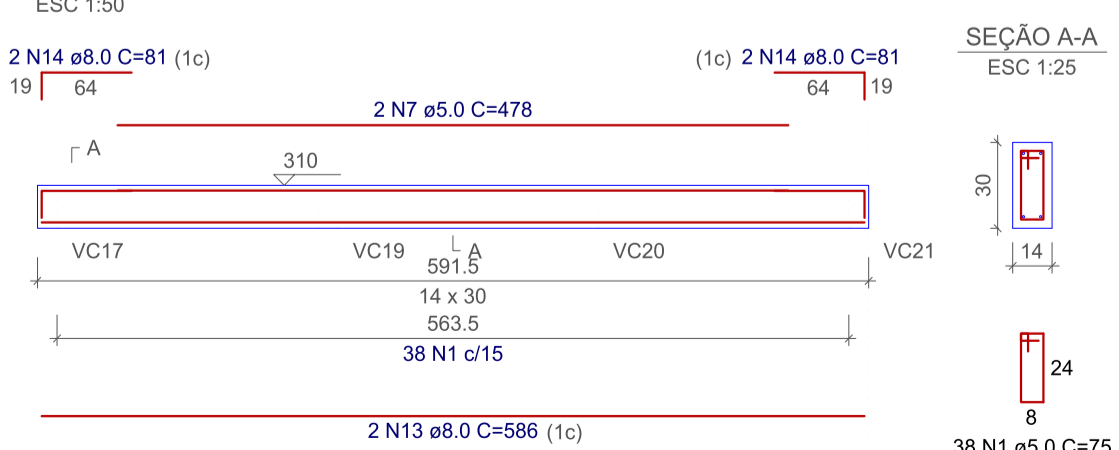 ESC 1:50
2 N14 ø8.0 C=81 (1c)
(1c) 2 N14 ø8.0 C=81
SEÇÃO A-A
ESC 1:25
19
64
64
19
2 N7 ø5.0 C=478
A
310
30
VC17
VC19
A
VC20
VC21
14
591.5
14 x 30
563.5
38 N1 c/15
24
8
2 N13 ø8.0 C=586 (1c)
38 N1 ø5.0 C=75